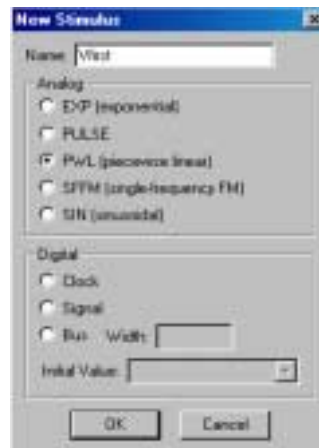 New Stimulus
Name:
Analog
EXP (exponential)
PULSE
PWL (piecewise linear)
SFFM (single-frequency FM)
SIN (sinusoidal)
Digital
Clock
Signal
Bus Width:
Initial Value:
OK Cancel